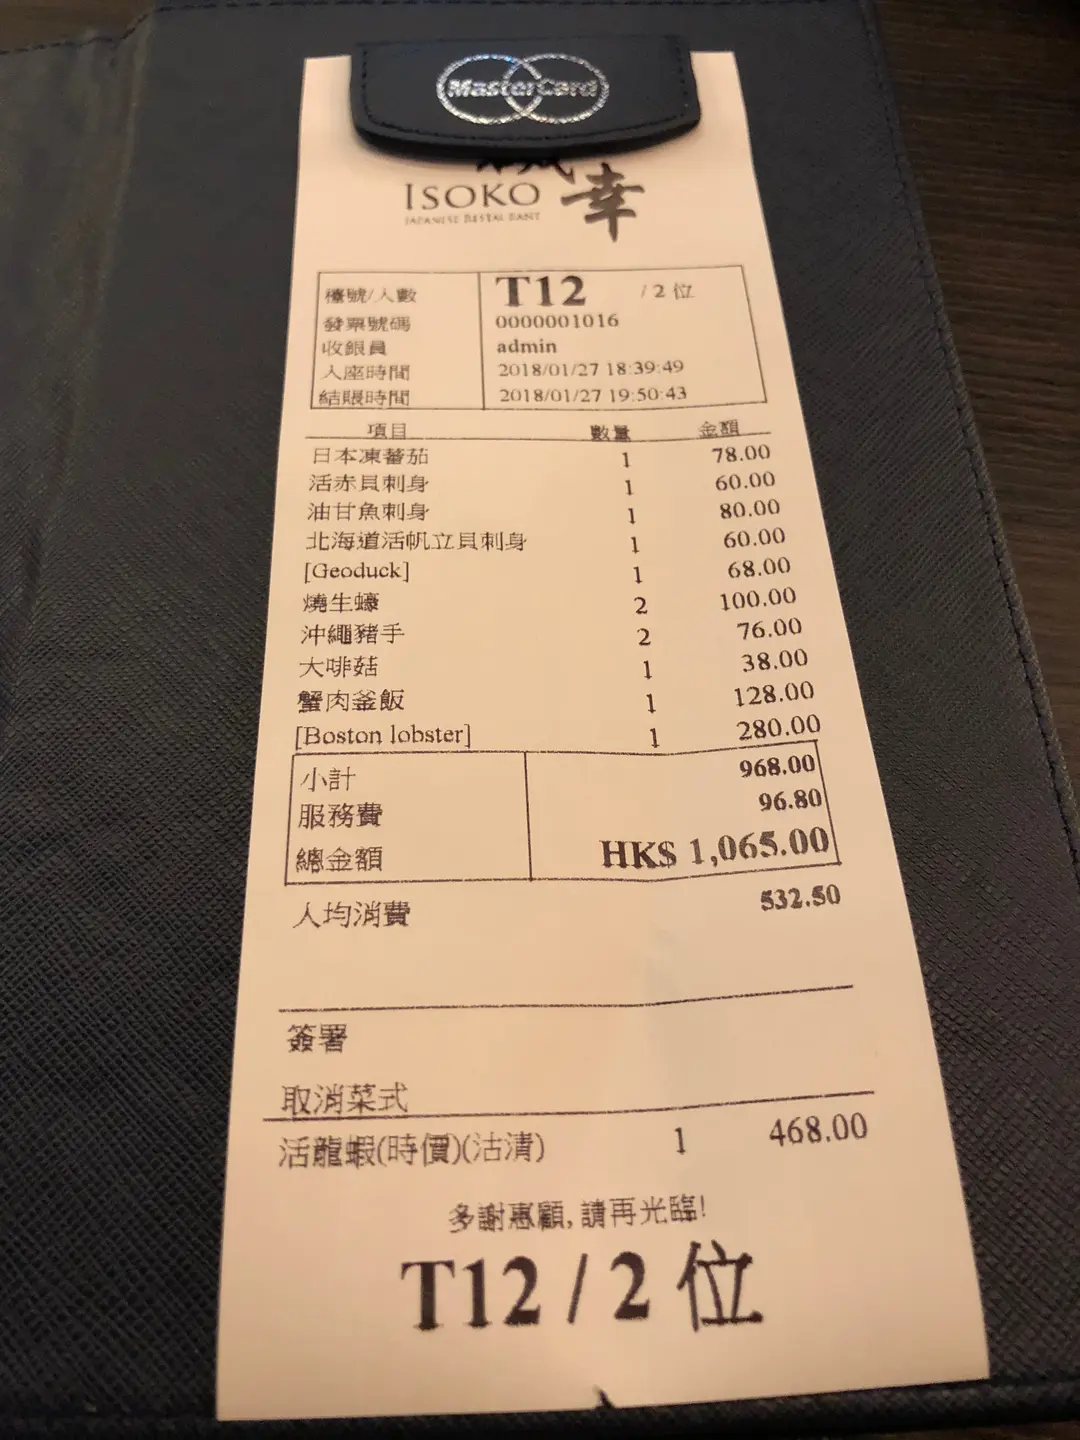 MasterCard
幸
ISOKO
JAPANESE RESTAURANT
檯號/人數 T12 / 2 位
發票號碼 0000001016
收銀員 admin
入座時間 2018/01/27 18:39:49
結賬時間 2018/01/27 19:50:43
項目 數量 金額
日本凍蕃茄 1 78.00
活赤貝刺身 1 60.00
油甘魚刺身 1 80.00
北海道活帆立貝刺身 1 60.00
[Geoduck] 1 68.00
燒生蠔 2 100.00
沖繩豬手 2 76.00
大啡菇 1 38.00
蟹肉釜飯 1 128.00
[Boston lobster] 1 280.00
小計 968.00
服務費 96.80
總金額 HK$ 1,065.00
人均消費 532.50
簽署
取消菜式
活龍蝦(時價)(沽清) 1 468.00
多謝惠顧, 請再光臨!
T12 / 2 位